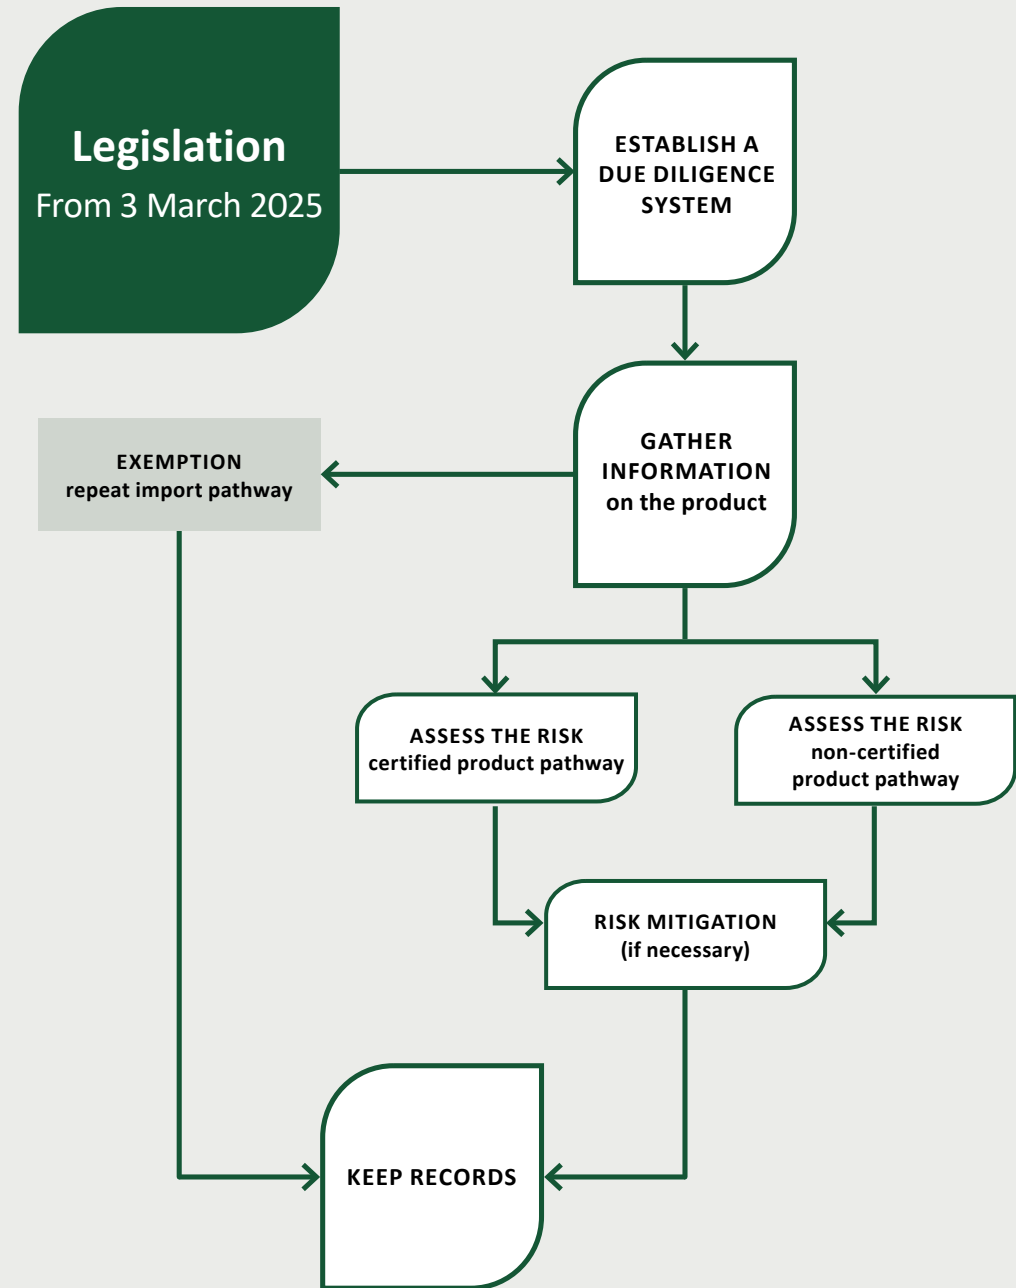 Legislation
From 3 March 2025
ESTABLISH A
DUE DILIGENCE
SYSTEM
GATHER
INFORMATION
on the product
EXEMPTION
repeat import pathway
ASSESS THE RISK
certified product pathway
ASSESS THE RISK
non-certified
product pathway
RISK MITIGATION
(if necessary)
KEEP RECORDS